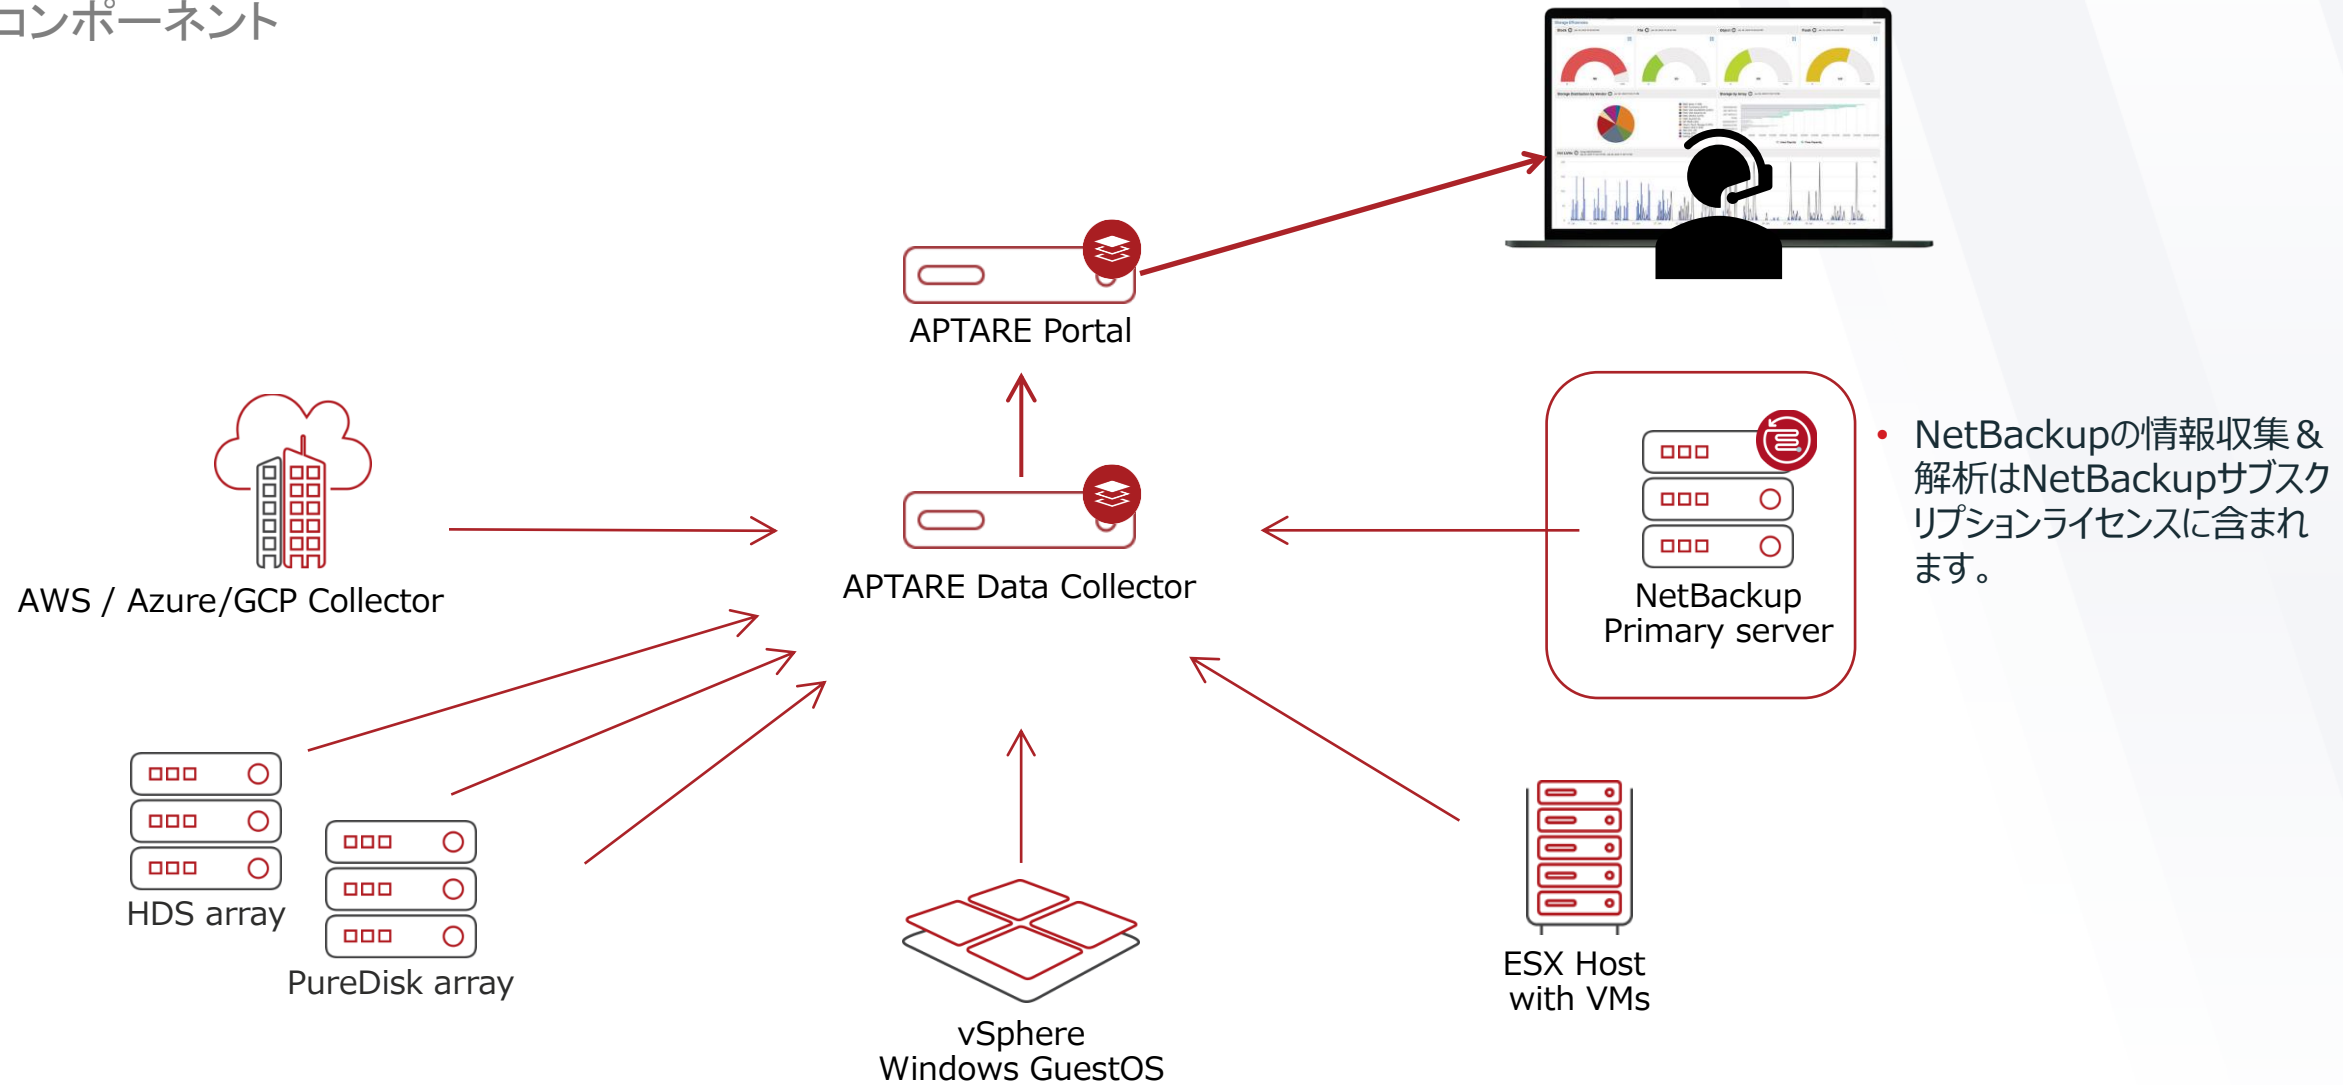 コンポーネント
APTARE Portal
AWS / Azure/GCP Collector
APTARE Data Collector
NetBackup
Primary server
• NetBackupの情報収集＆
解析はNetBackupサブスク
リプションライセンスに含まれ
ます。
HDS array
PureDisk array
vSphere
Windows GuestOS
ESX Host
with VMs